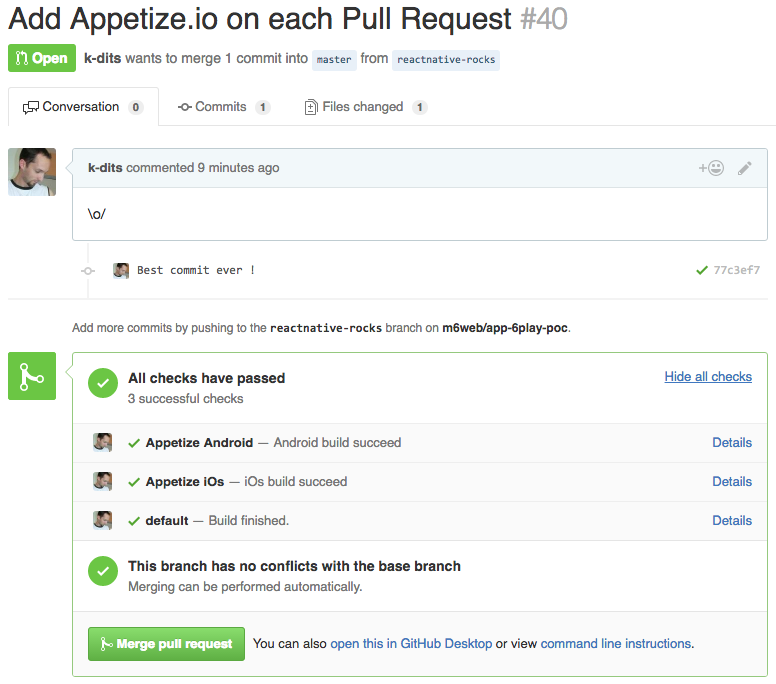 Add Appetize.io on each Pull Request #40
Open k-dits wants to merge 1 commit into master from reactnative-rocks
Conversation 0 Commits 1 Files changed 1
k-dits commented 9 minutes ago
\o/
Best commit ever ! 77c3ef7
Add more commits by pushing to the reactnative-rocks branch on m6web/app-6play-poc.
All checks have passed Hide all checks
3 successful checks
Appetize Android — Android build succeed Details
Appetize iOs — iOs build succeed Details
default — Build finished. Details
This branch has no conflicts with the base branch
Merging can be performed automatically.
Merge pull request You can also open this in GitHub Desktop or view command line instructions.